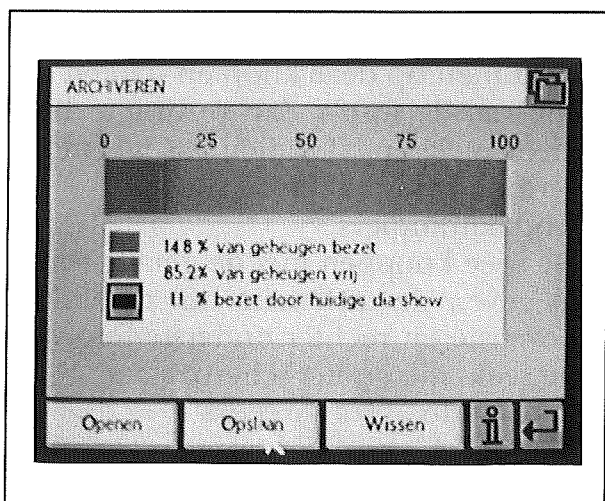 ARCHIVEREN
0 25 50 75 100
14.8 % van geheugen bezet
85.2% van geheugen vrij
11 % bezet door huidige dia show
Openen Opslaan Wissen